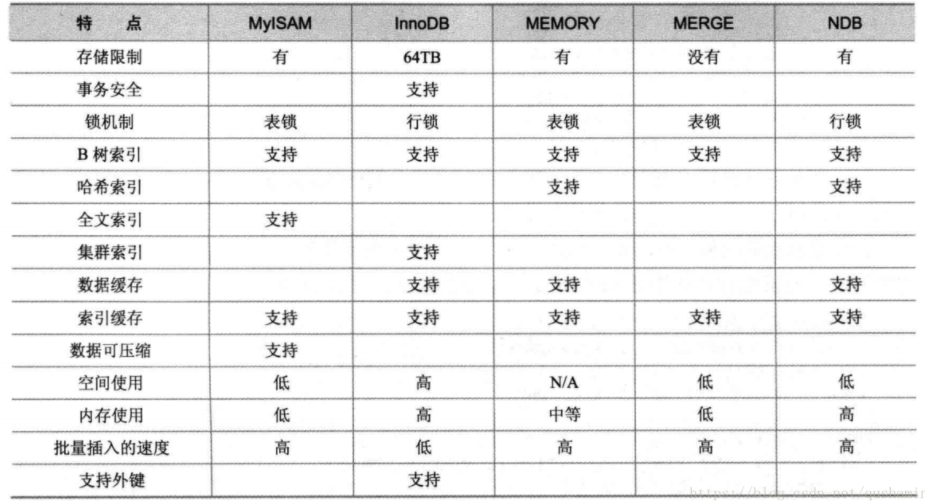 特 点 MyISAM InnoDB MEMORY MERGE NDB
存储限制 有 64TB 有 没有 有
事务安全 支持
锁机制 表锁 行锁 表锁 表锁 行锁
B 树索引 支持 支持 支持 支持 支持
哈希索引 支持 支持
全文索引 支持
集群索引 支持
数据缓存 支持 支持 支持
索引缓存 支持 支持 支持 支持 支持
数据可压缩 支持
空间使用 低 高 N/A 低 低
内存使用 低 高 中等 低 高
批量插入的速度 高 低 高 高 高
支持外键 支持